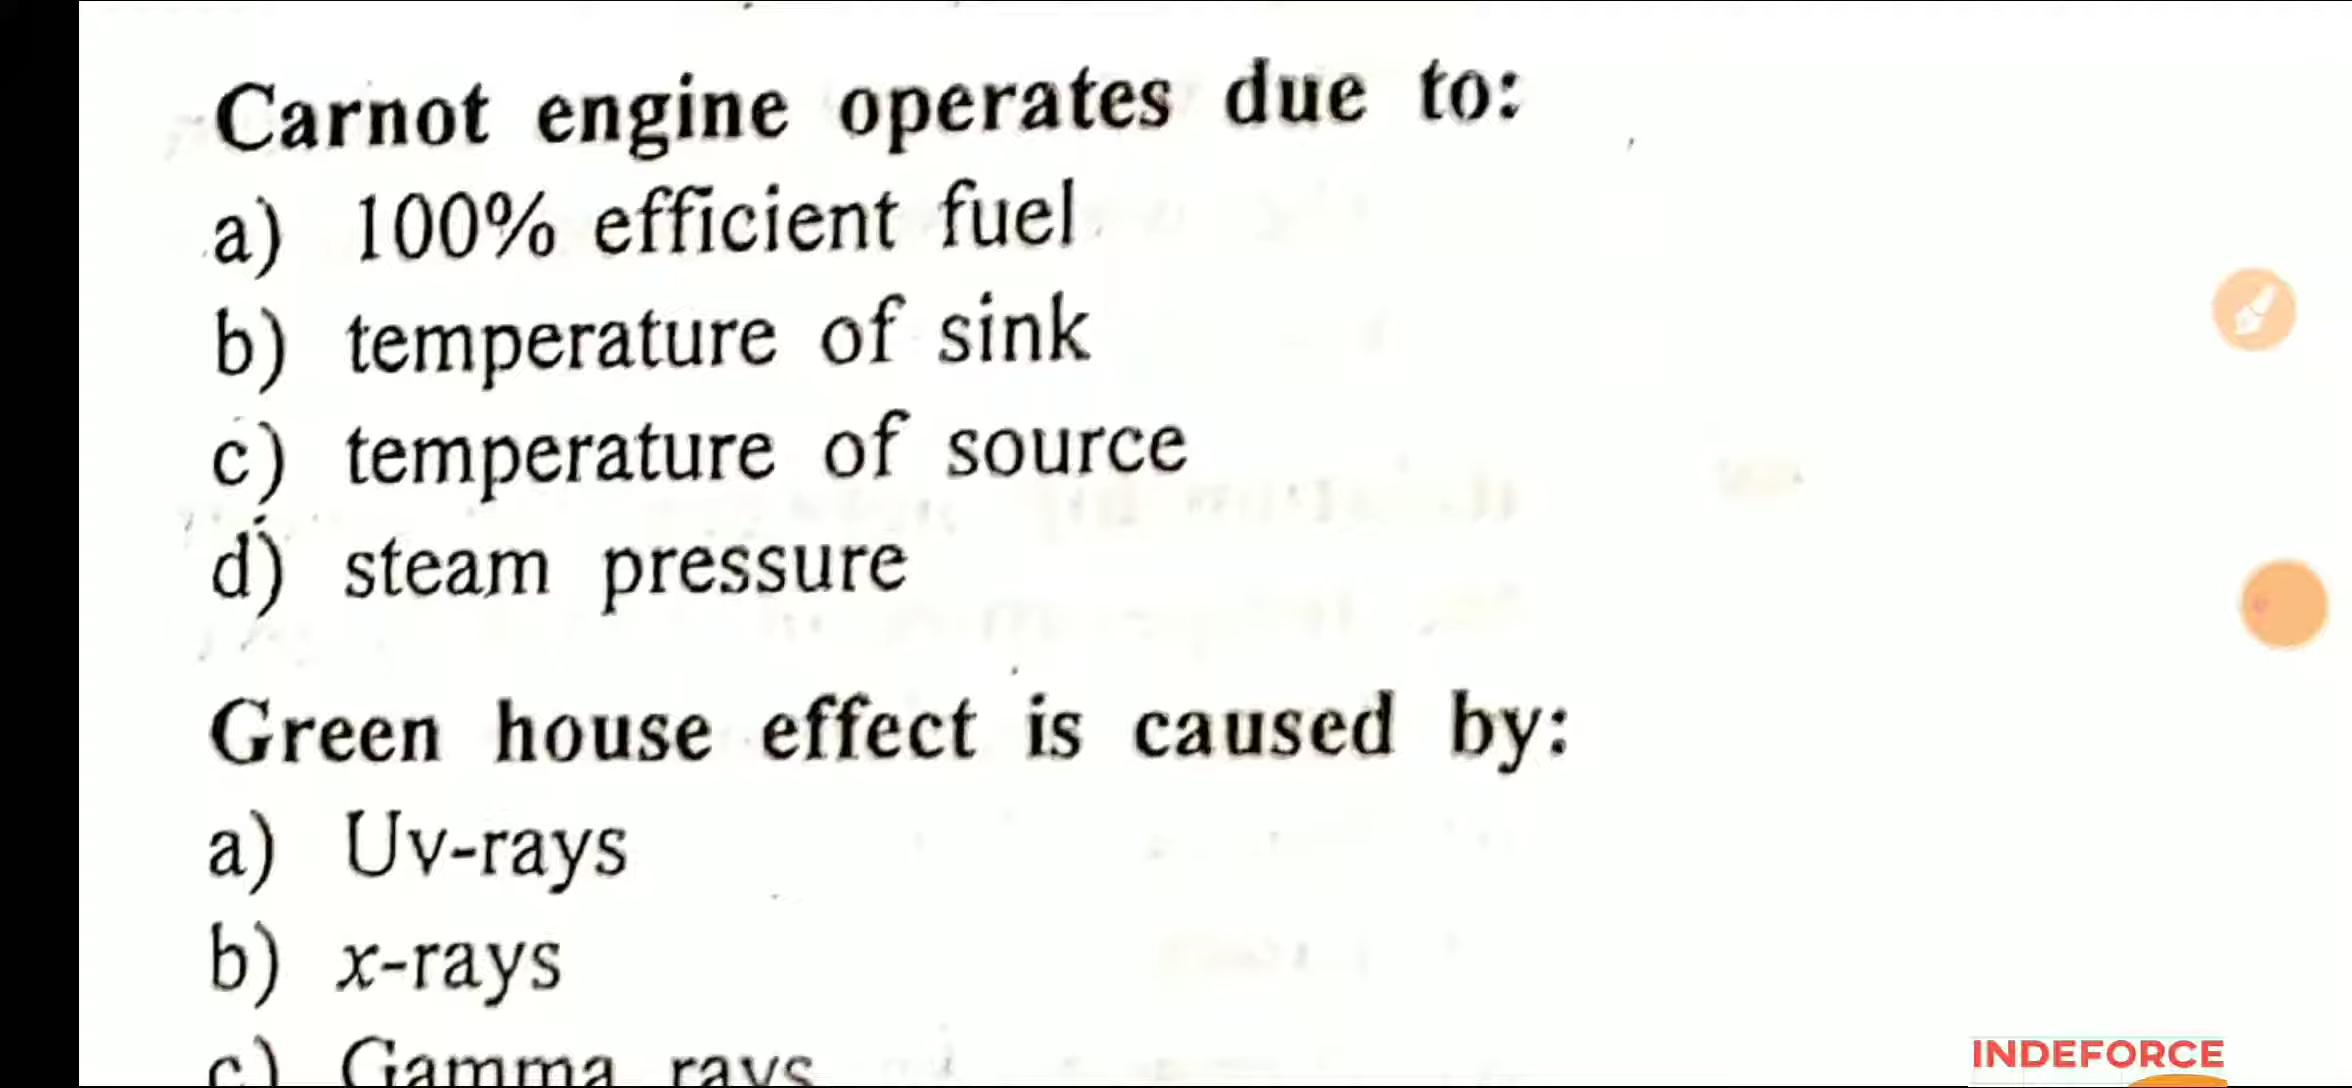 Carnot engine operates due to:
a) 100% efficient fuel
b) temperature of sink
c) temperature of source
d) steam pressure
Green house effect is caused by:
a) Uv-rays
b) x-rays
c) Gamma rays
INDEFORCE